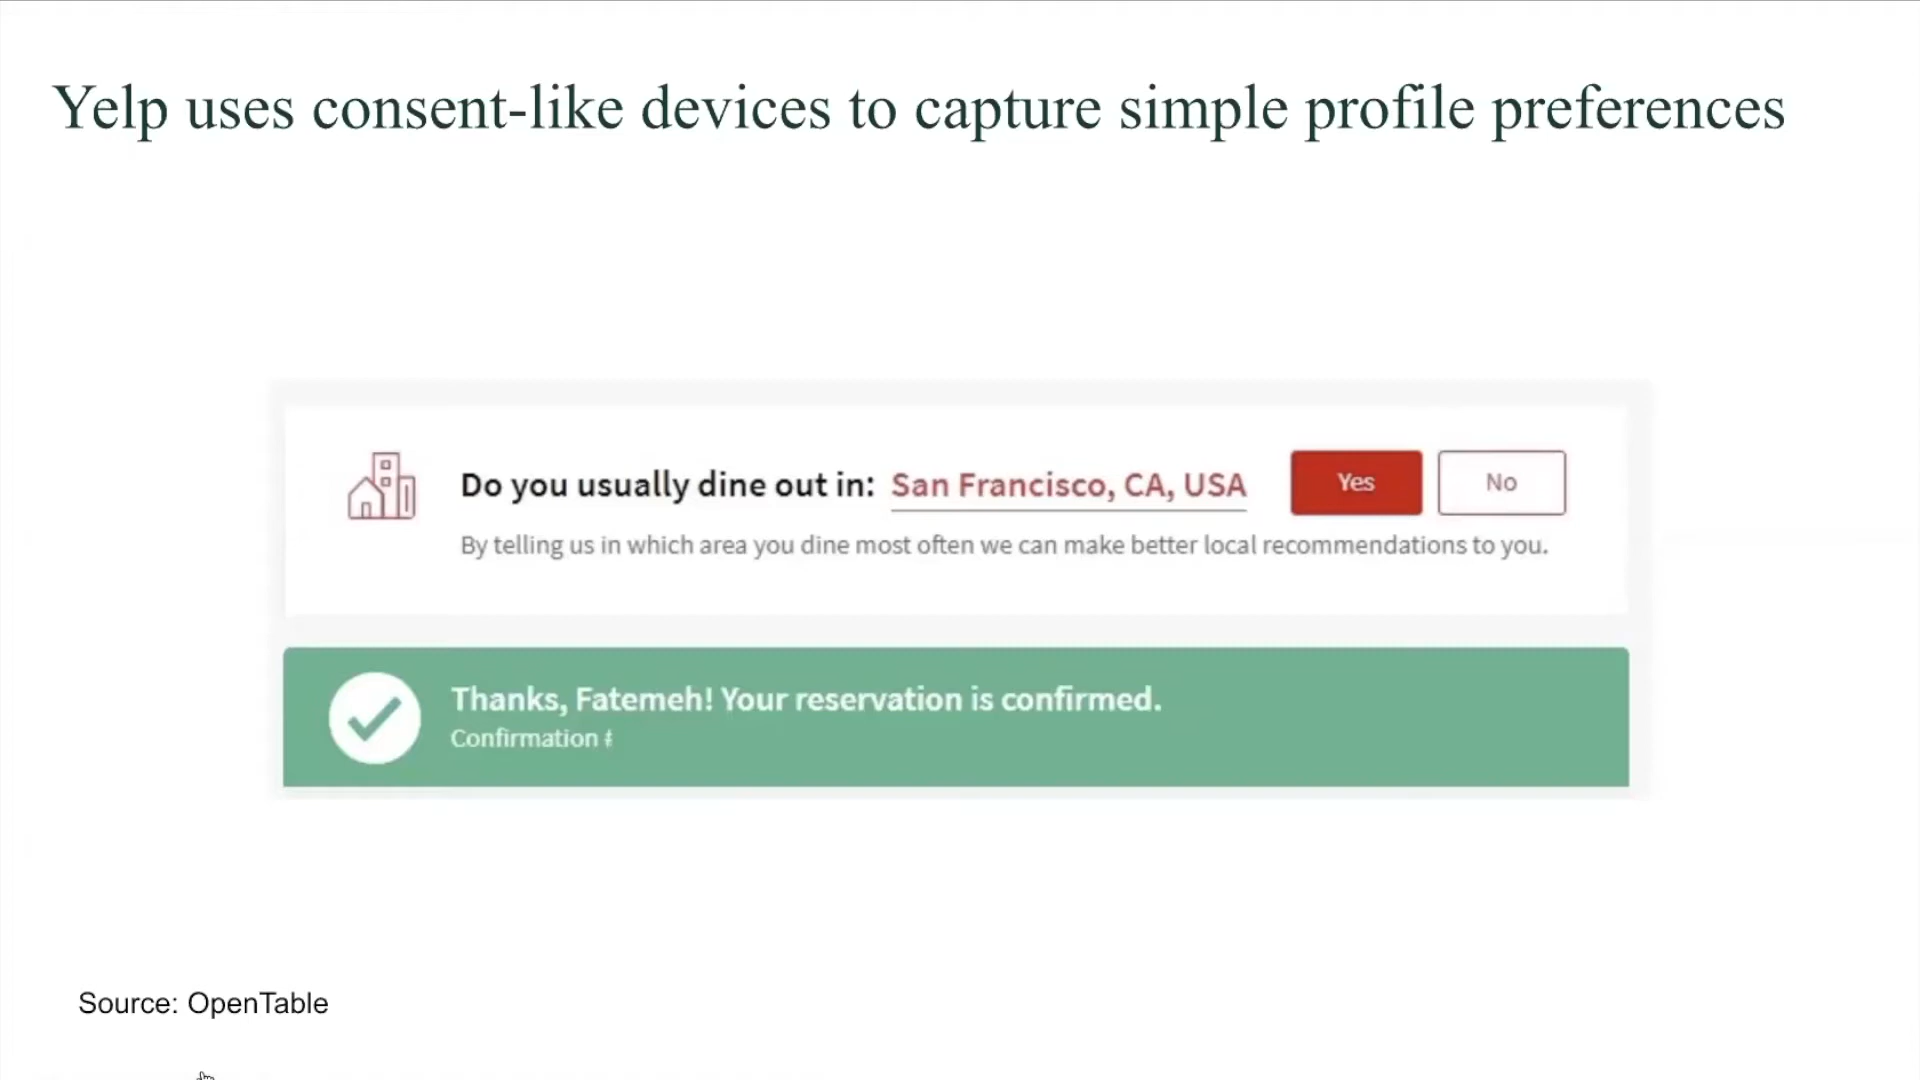 Yelp uses consent-like devices to capture simple profile preferences
Do you usually dine out in: San Francisco, CA, USA Yes No
By telling us in which area you dine most often we can make better local recommendations to you.
Thanks, Fatemeh! Your reservation is confirmed.
Confirmation
Source: OpenTable